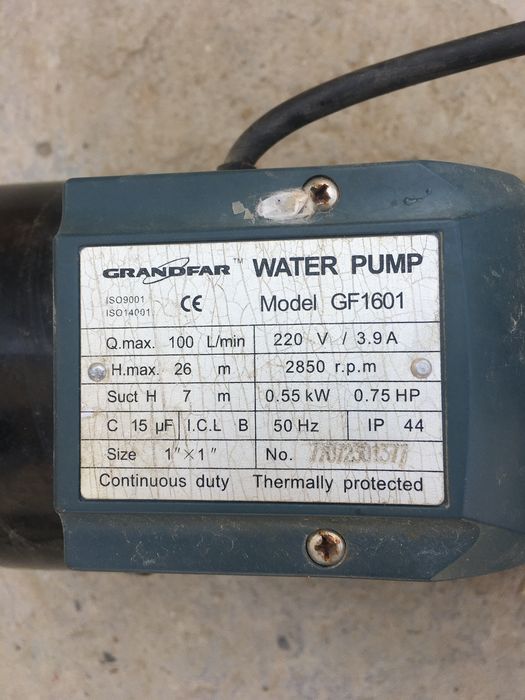 GRANDFAR™ WATER PUMP
ISO9001
ISO14001
CE Model GF1601
Q.max. 100 L/min 220 V / 3.9A
H.max. 26 m 2850 r.p.m
Suct H 7 m 0.55 kW 0.75 HP
C 15 µF I.C.L B 50 Hz IP 44
Size 1"×1" No.
Continuous duty Thermally protected